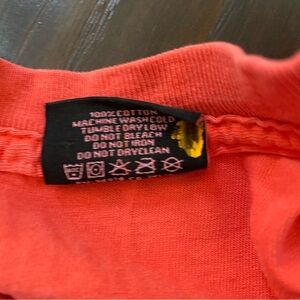 100% COTTON
MACHINE WASH COLD
TUMBLE DRY LOW
DO NOT BLEACH
DO NOT IRON
DO NOT DRYCLEAN